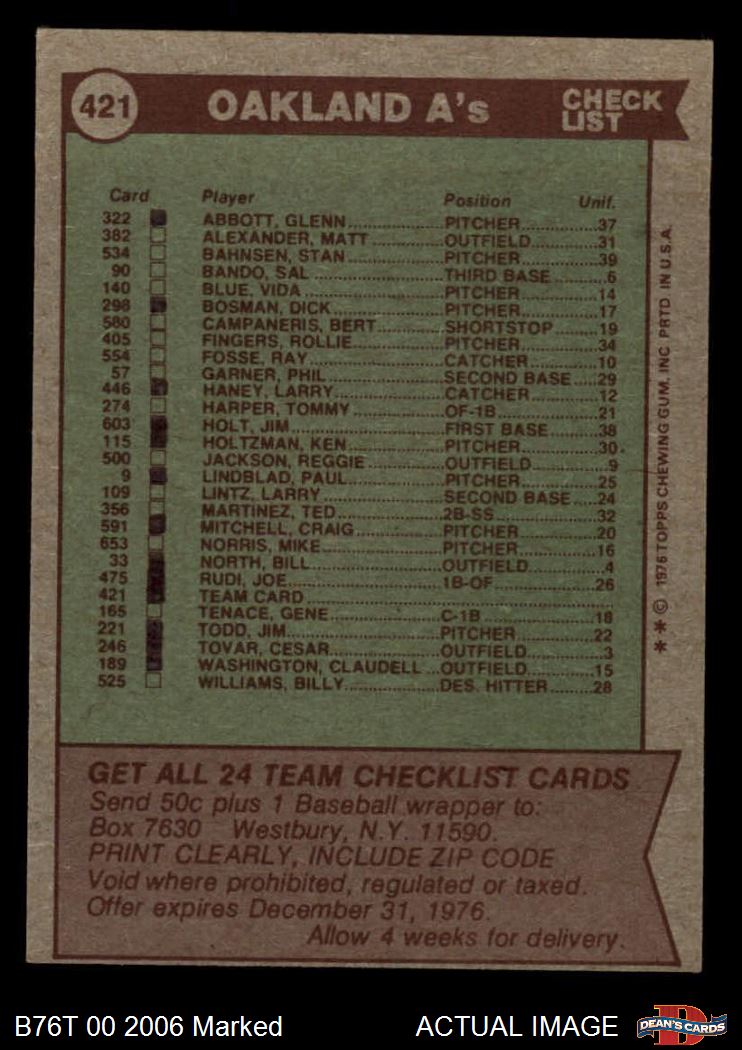 421 OAKLAND A's CHECK LIST
Card Player Position Unif.
322 ABBOTT, GLENN PITCHER 37
382 ALEXANDER, MATT OUTFIELD 31
534 BAHNSEN, STAN PITCHER 39
90 BANDO, SAL THIRD BASE 6
140 BLUE, VIDA PITCHER 14
298 BOSMAN, DICK PITCHER 17
580 CAMPANERIS, BERT SHORTSTOP 19
405 FINGERS, ROLLIE PITCHER 34
554 FOSSE, RAY CATCHER 10
57 GARNER, PHIL SECOND BASE 29
446 HANEY, LARRY CATCHER 12
274 HARPER, TOMMY OF-1B 21
603 HOLT, JIM FIRST BASE 38
115 HOLTZMAN, KEN PITCHER 30
500 JACKSON, REGGIE OUTFIELD 9
9 LINDBLAD, PAUL PITCHER 25
109 LINTZ, LARRY SECOND BASE 24
356 MARTINEZ, TED 2B-SS 32
591 MITCHELL, CRAIG PITCHER 20
653 NORRIS, MIKE PITCHER 16
33 NORTH, BILL OUTFIELD 4
475 RUDI, JOE 1B-OF 26
421 TEAM CARD
165 TENACE, GENE C-1B 18
221 TODD, JIM PITCHER 22
246 TOVAR, CESAR OUTFIELD 3
189 WASHINGTON, CLAUDELL OUTFIELD 15
525 WILLIAMS, BILLY DES. HITTER 28
* * © 1976 TOPPS CHEWING GUM, INC. PRTD. IN U.S.A.
GET ALL 24 TEAM CHECKLIST CARDS
Send 50c plus 1 Baseball wrapper to:
Box 7630 Westbury, N.Y. 11590.
PRINT CLEARLY, INCLUDE ZIP CODE
Void where prohibited, regulated or taxed.
Offer expires December 31, 1976.
Allow 4 weeks for delivery.
B76T 00 2006 Marked ACTUAL IMAGE
DEAN'S CARDS